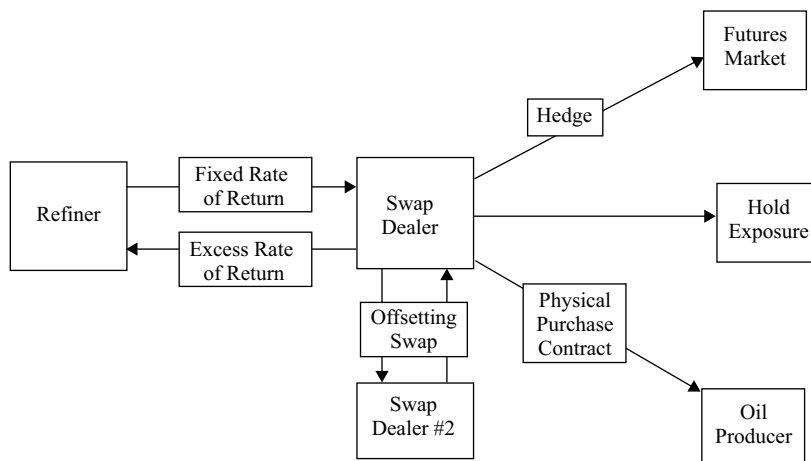 Futures
Market
Hedge
Refiner
Fixed Rate
of Return
Excess Rate
of Return
Swap
Dealer
Hold
Exposure
Offsetting
Swap
Physical
Purchase
Contract
Swap
Dealer #2
Oil
Producer